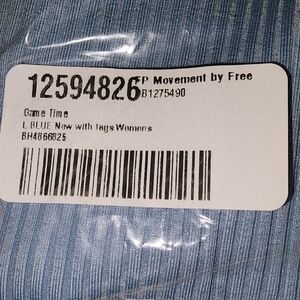 12594826 FP Movement by Free
B1275490
Game Time
L BLUE New with tags Womens
BH4866825